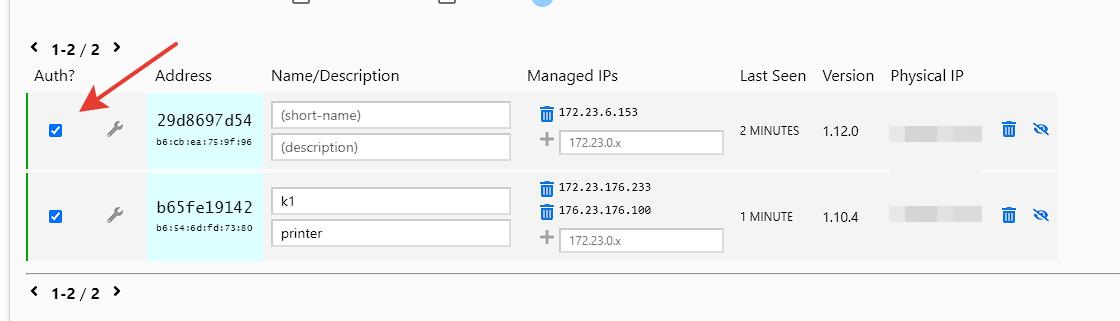 1-2 / 2
Auth? Address Name/Description Managed IPs Last Seen Version Physical IP
29d8697d54 (short-name) 172.23.6.153
b6:cb:ea:75:9f:96 (description) 172.23.0.x 2 MINUTES 1.12.0
b65fe19142 k1 172.23.176.233
176.23.176.100
b6:54:6d:fd:73:80 printer 172.23.0.x 1 MINUTE 1.10.4
1-2 / 2